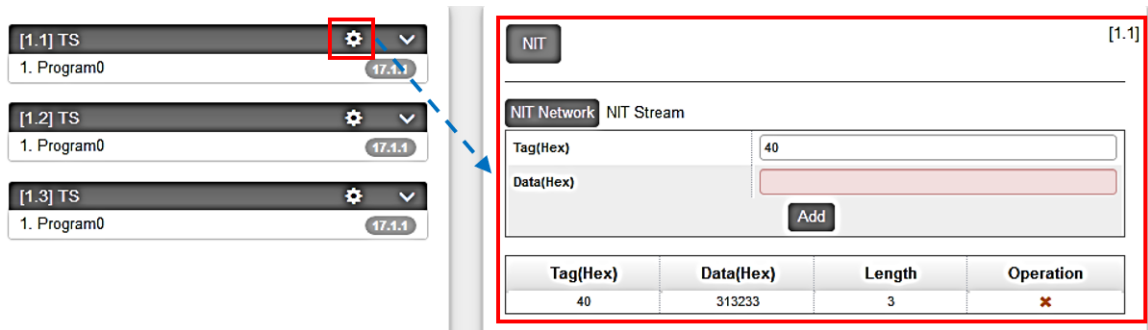 [1.1] TS
1. Program0
17.1.1
[1.2] TS
1. Program0
17.1.1
[1.3] TS
1. Program0
17.1.1
NIT
[1.1]
NIT Network NIT Stream
Tag(Hex) 40
Data(Hex)
Add
Tag(Hex) Data(Hex) Length Operation
40 313233 3